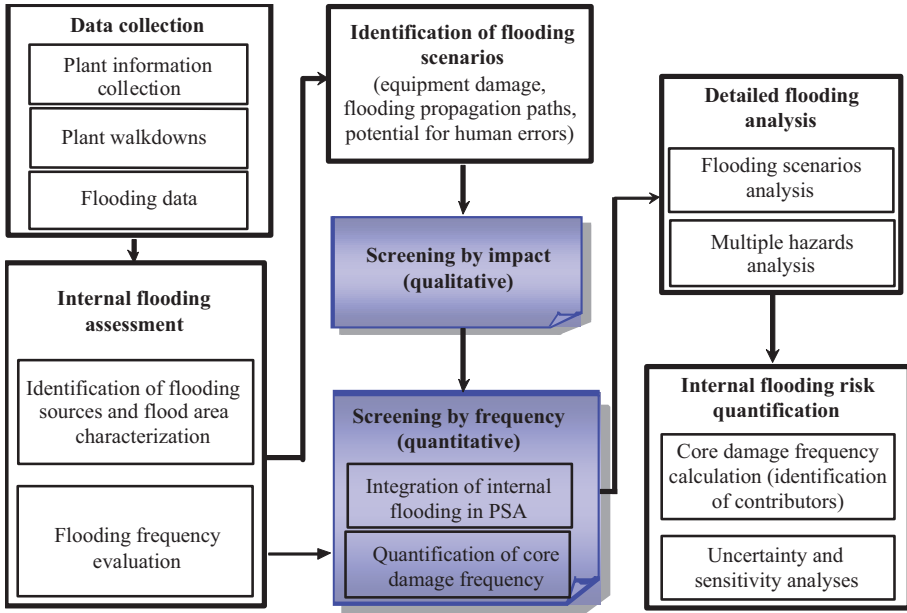 Data collection
Plant information
collection
Plant walkdowns
Flooding data
Internal flooding
assessment
Identification of flooding
sources and flood area
characterization
Flooding frequency
evaluation
Identification of flooding
scenarios
(equipment damage,
flooding propagation paths,
potential for human errors)
Screening by impact
(qualitative)
Screening by frequency
(quantitative)
Integration of internal
flooding in PSA
Quantification of core
damage frequency
Detailed flooding
analysis
Flooding scenarios
analysis
Multiple hazards
analysis
Internal flooding risk
quantification
Core damage frequency
calculation (identification
of contributors)
Uncertainty and
sensitivity analyses